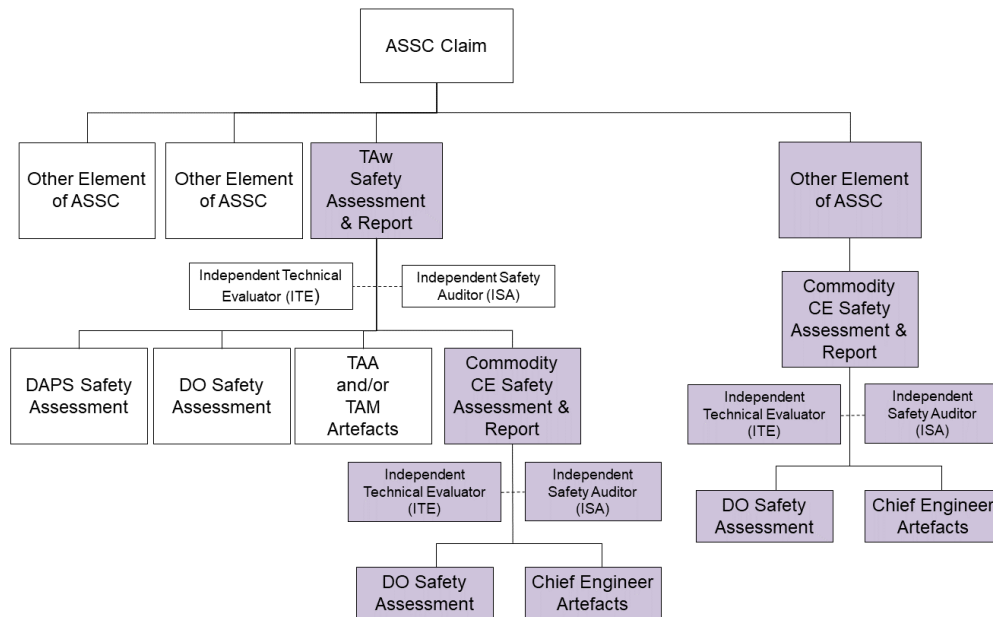 ASSC Claim
Other Element
of ASSC
Other Element
of ASSC
TAw
Safety
Assessment
& Report
Other Element
of ASSC
Independent Technical
Evaluator (ITE)
Independent Safety
Auditor (ISA)
Commodity
CE Safety
Assessment &
Report
DAPS Safety
Assessment
DO Safety
Assessment
TAA
and/or
TAM
Artefacts
Commodity
CE Safety
Assessment &
Report
Independent
Technical Evaluator
(ITE)
Independent
Safety Auditor
(ISA)
Independent
Technical Evaluator
(ITE)
Independent
Safety Auditor
(ISA)
DO Safety
Assessment
Chief Engineer
Artefacts
DO Safety
Assessment
Chief Engineer
Artefacts